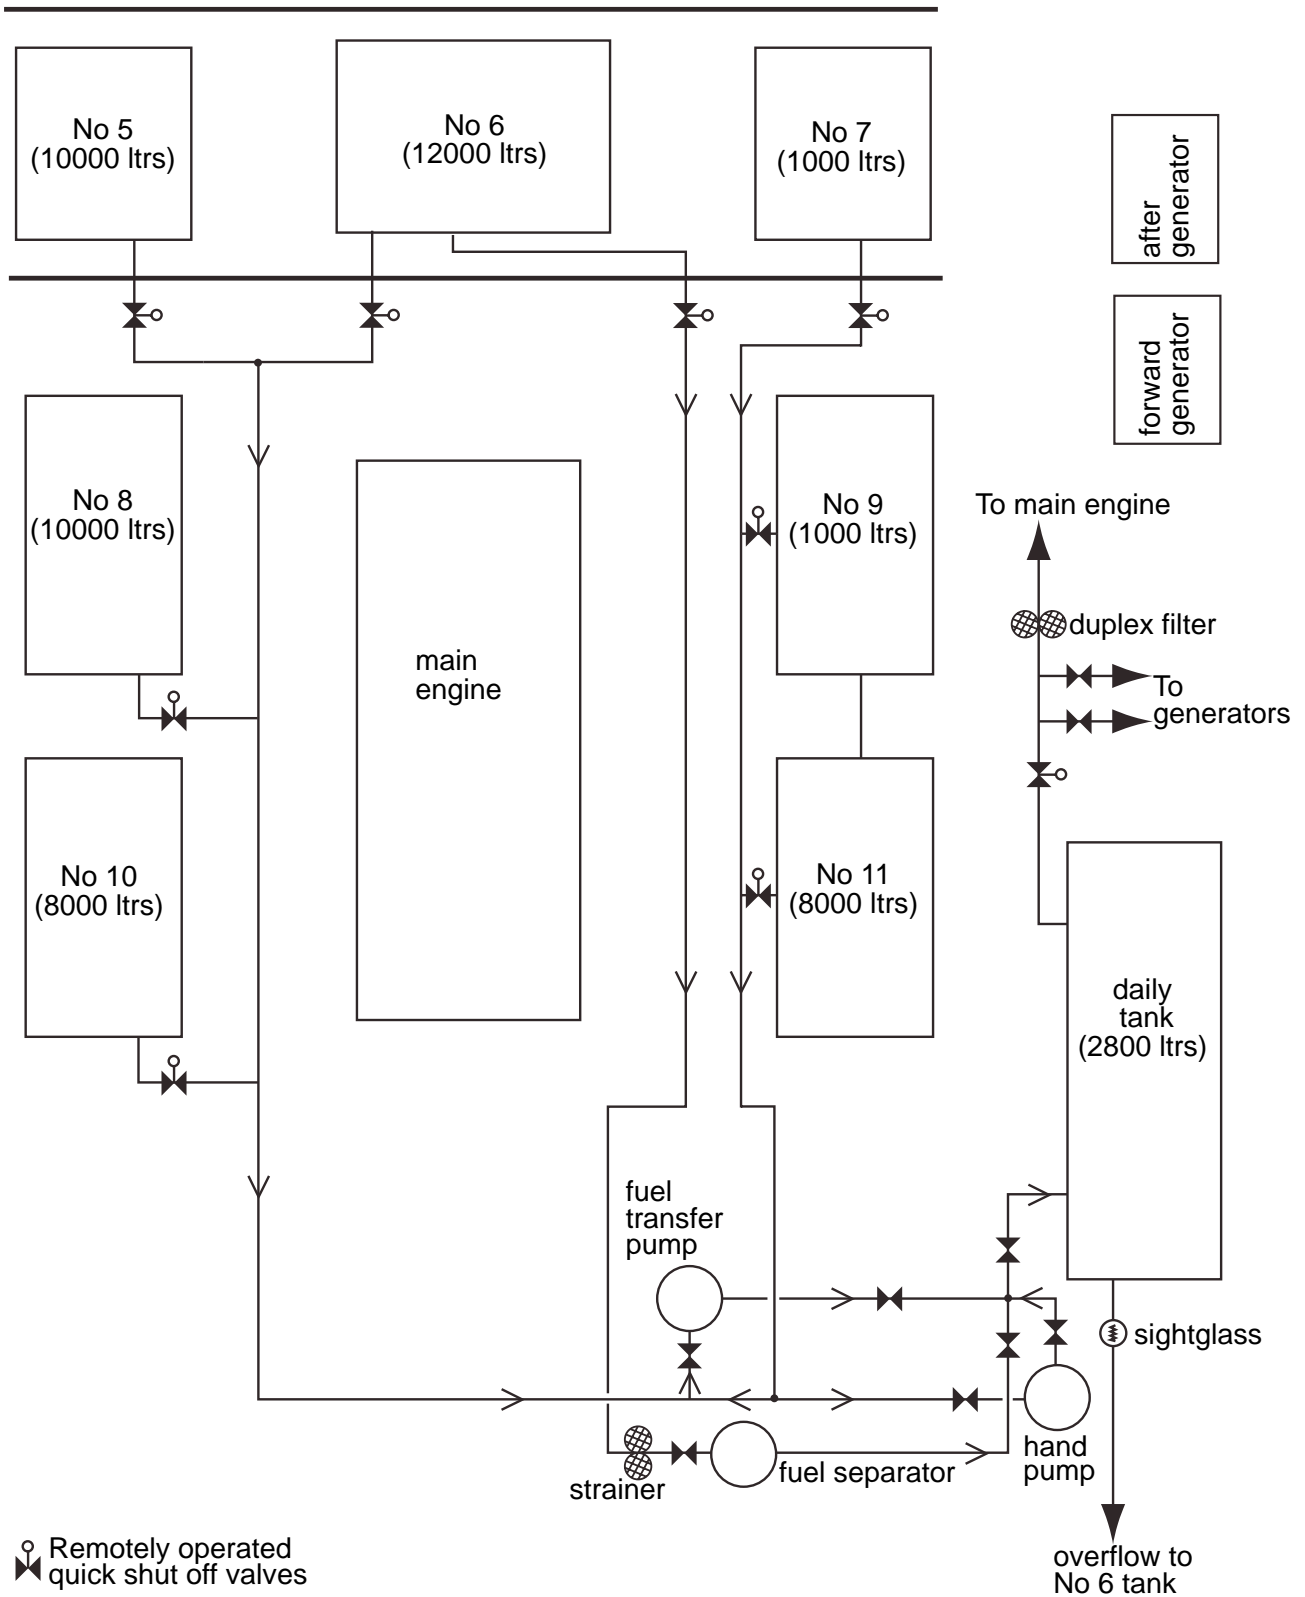 No 5
(10000 ltrs)
No 6
(12000 ltrs)
No 7
(1000 ltrs)
after
generator
forward
generator
No 8
(10000 ltrs)
main
engine
No 9
(1000 ltrs)
To main engine
duplex filter
To
generators
No 10
(8000 ltrs)
No 11
(8000 ltrs)
daily
tank
(2800 ltrs)
fuel
transfer
pump
sightglass
hand
pump
fuel separator
strainer
overflow to
No 6 tank
Remotely operated
quick shut off valves